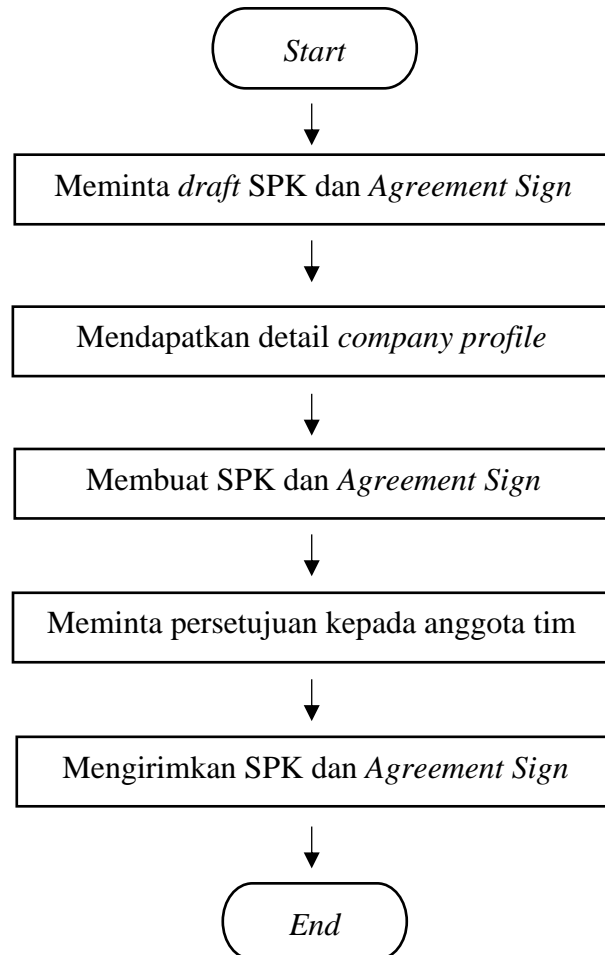 Start
Meminta draft SPK dan Agreement Sign
Mendapatkan detail company profile
Membuat SPK dan Agreement Sign
Meminta persetujuan kepada anggota tim
Mengirimkan SPK dan Agreement Sign
End